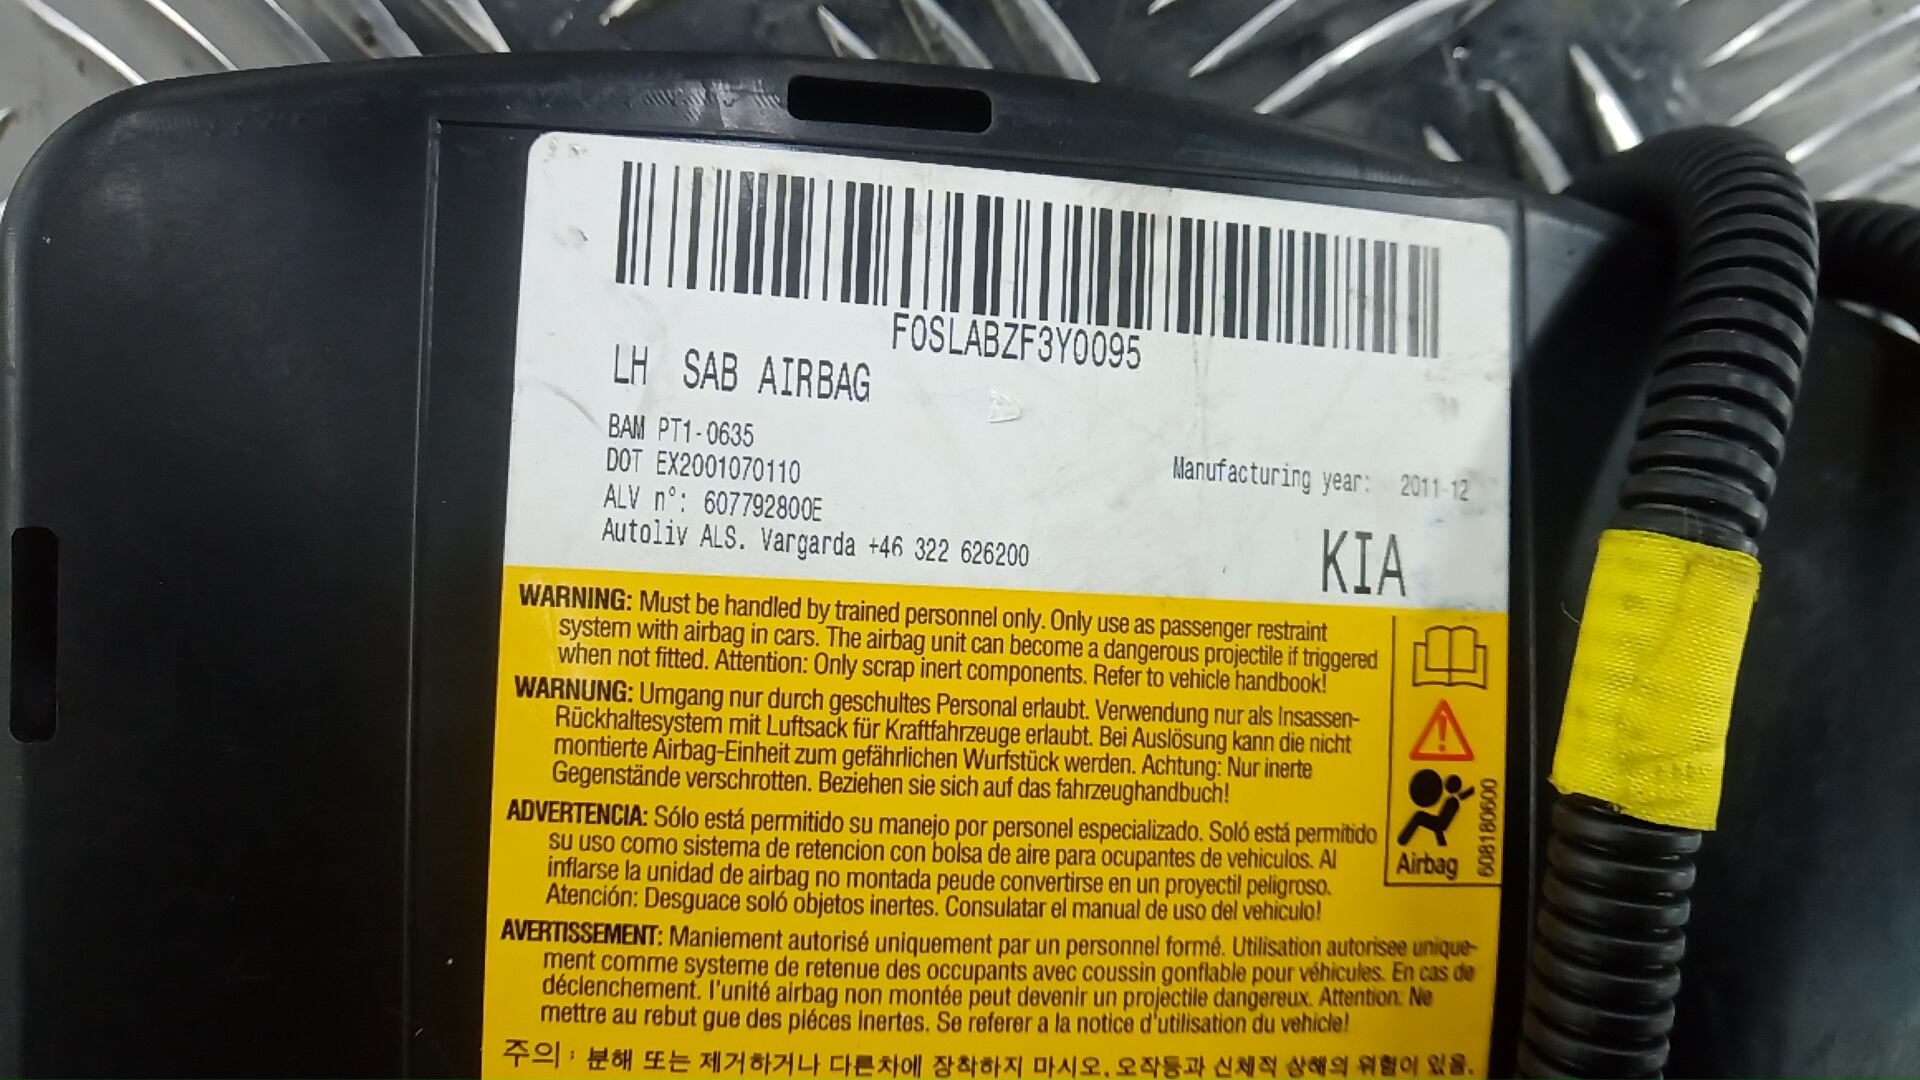 F0SLABZF3Y0095
LH SAB AIRBAG
BAM PT1-0635
DOT EX2001070110
Manufacturing year: 2011-12
ALV n°: 607792800E
Autoliv ALS. Vargarda +46 322 626200
KIA
WARNING: Must be handled by trained personnel only. Only use as passenger restraint
system with airbag in cars. The airbag unit can become a dangerous projectile if triggered
when not fitted. Attention: Only scrap inert components. Refer to vehicle handbook!
WARNUNG: Umgang nur durch geschultes Personal erlaubt. Verwendung nur als Insassen-
Rückhaltesystem mit Luftsack für Kraftfahrzeuge erlaubt. Bei Auslösung kann die nicht
montierte Airbag-Einheit zum gefährlichen Wurfstück werden. Achtung: Nur inerte
Gegenstände verschrotten. Beziehen sie sich auf das fahrzeughandbuch!
ADVERTENCIA: Sólo está permitido su manejo por personel especializado. Soló está permitido
su uso como sistema de retencion con bolsa de aire para ocupantes de vehiculos. Al
inflarse la unidad de airbag no montada peude convertirse en un proyectil peligroso.
Atención: Desguace soló objetos inertes. Consulatar el manual de uso del vehiculo!
Airbag
608180600
AVERTISSEMENT: Maniement autorisé uniquement par un personnel formé. Utilisation autorisee unique-
ment comme systeme de retenue des occupants avec coussin gonflable pour véhicules. En cas de
déclenchement. l'unité airbag non montée peut devenir un projectile dangereux. Attention: Ne
mettre au rebut gue des piéces inertes. Se referer a la notice d'utilisation du vehicle!
주의 : 분해 또는 제거하거나 다른차에 장착하지 마시오. 오작동과 신체적 상해의 위험이 있음.